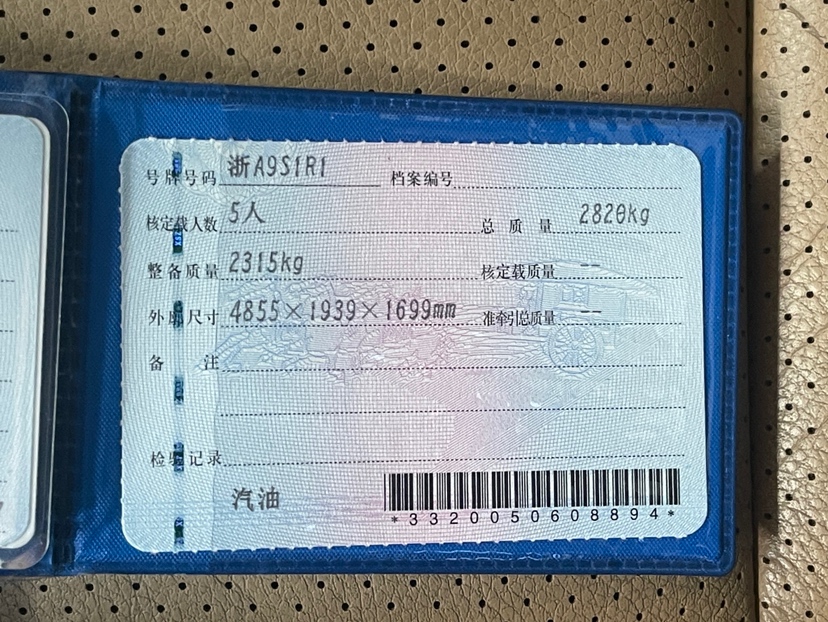 号牌号码 浙A9S1R1 档案编号
核定载人数 5人 总质量 2820kg
整备质量 2315kg 核定载质量 --
外廓尺寸 4855×1939×1699mm 准牵引总质量 --
备注
检验记录
汽油
*3320050608894*